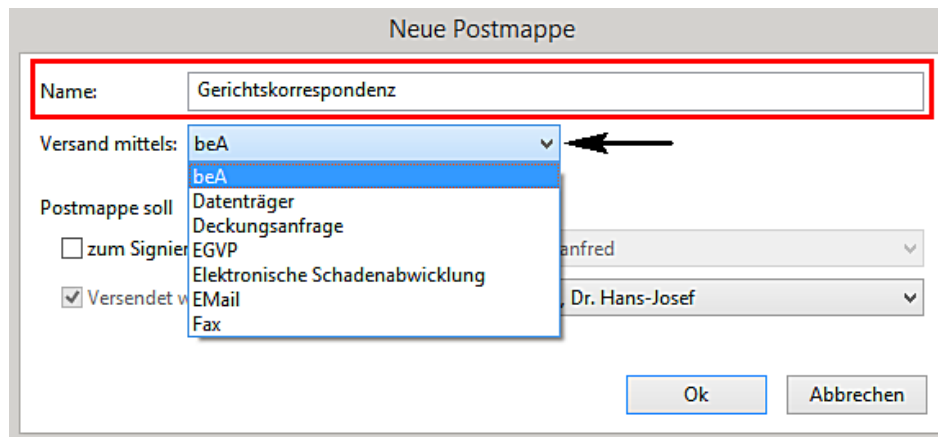 Neue Postmappe
Name: Gerichtskorrespondenz
Versand mittels: beA
beA
Datenträger
Postmappe soll
Deckungsanfrage
zum Signier EGVP anfred
Elektronische Schadenabwicklung
Versendet w EMail , Dr. Hans-Josef
Fax
Ok Abbrechen